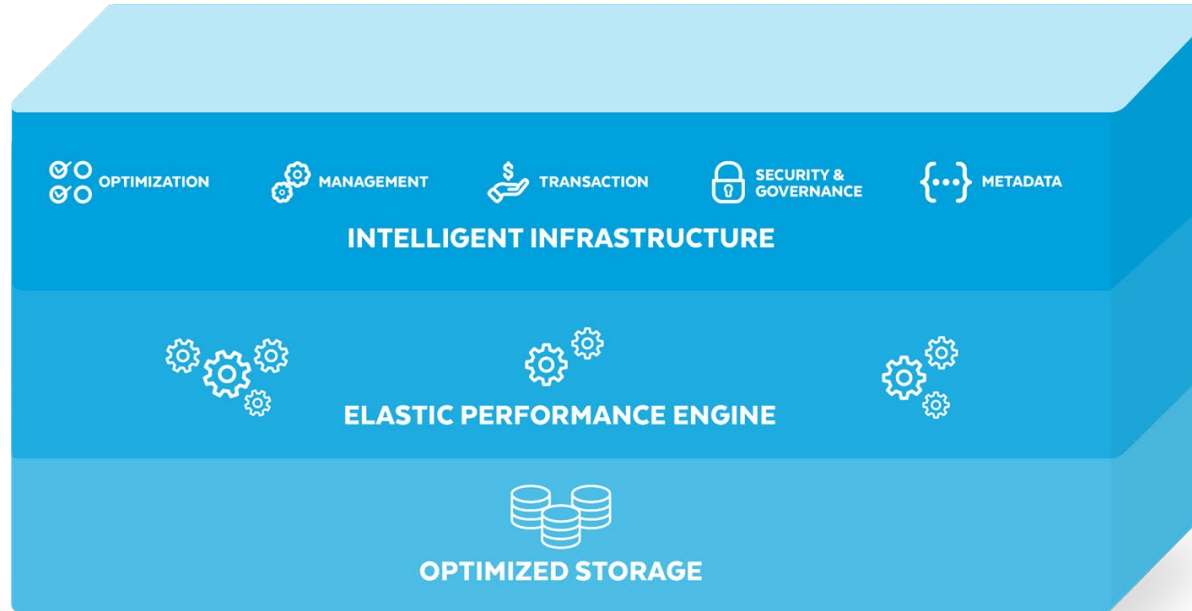 OPTIMIZATION
MANAGEMENT
TRANSACTION
SECURITY &
GOVERNANCE
METADATA
INTELLIGENT INFRASTRUCTURE
ELASTIC PERFORMANCE ENGINE
OPTIMIZED STORAGE